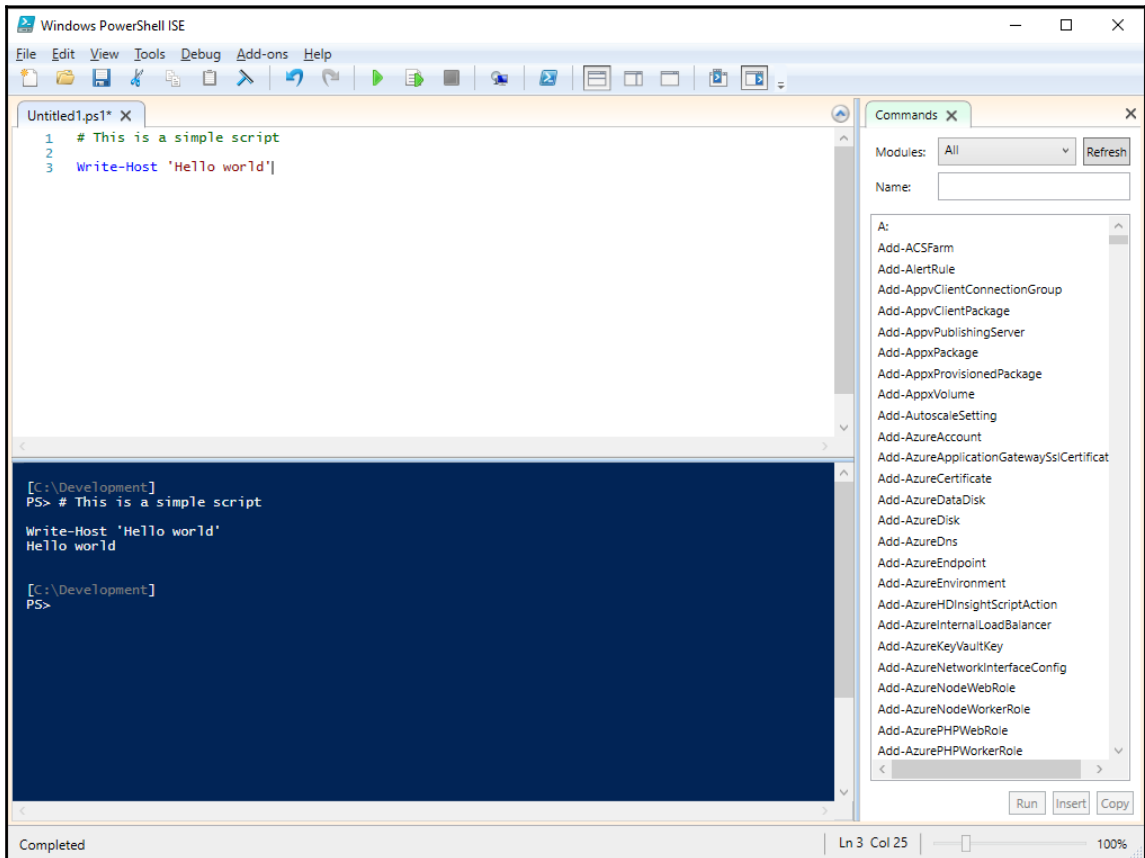 Windows PowerShell ISE
File Edit View Tools Debug Add-ons Help
Untitled1.ps1* X
1 # This is a simple script
2
3 Write-Host 'Hello world'
[C:\Development]
PS> # This is a simple script
Write-Host 'Hello world'
Hello world
[C:\Development]
PS>
Commands X
Modules: All Refresh
Name:
A:
Add-ACSFarm
Add-AlertRule
Add-AppvClientConnectionGroup
Add-AppvClientPackage
Add-AppvPublishingServer
Add-AppxPackage
Add-AppxProvisionedPackage
Add-AppxVolume
Add-AutoscaleSetting
Add-AzureAccount
Add-AzureApplicationGatewaySslCertificat
Add-AzureCertificate
Add-AzureDataDisk
Add-AzureDisk
Add-AzureDns
Add-AzureEndpoint
Add-AzureEnvironment
Add-AzureHDInsightScriptAction
Add-AzureInternalLoadBalancer
Add-AzureKeyVaultKey
Add-AzureNetworkInterfaceConfig
Add-AzureNodeWebRole
Add-AzureNodeWorkerRole
Add-AzurePHPWebRole
Add-AzurePHPWorkerRole
Run Insert Copy
Completed
Ln 3 Col 25 100%